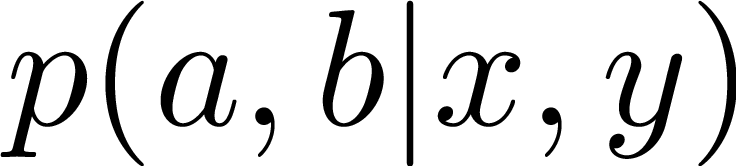 p(a, b|x, y)